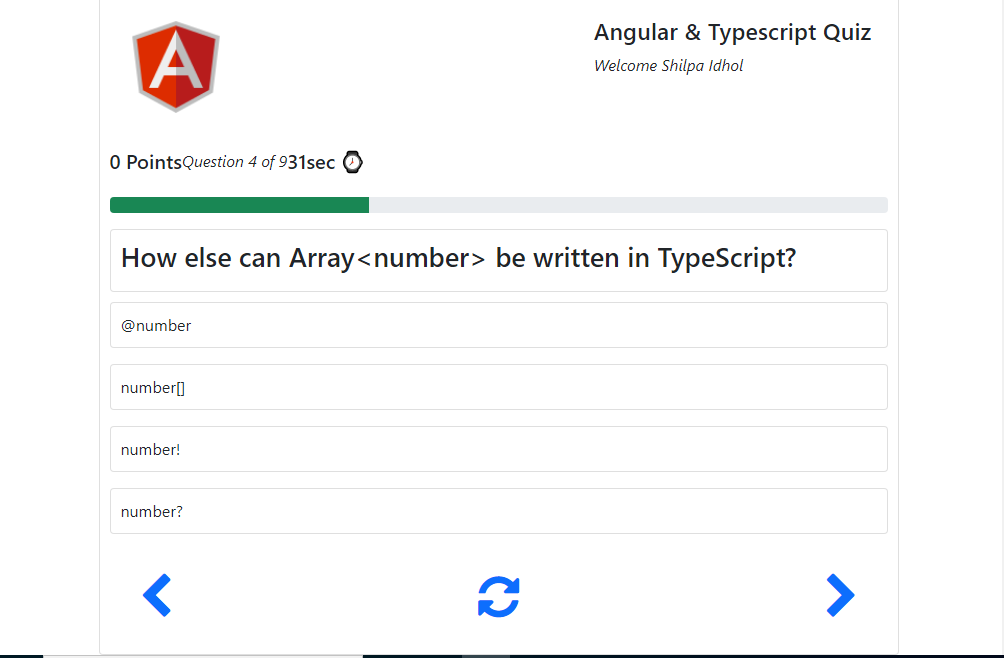 A
Angular & Typescript Quiz
Welcome Shilpa Idhol
0 PointsQuestion 4 of 931sec
How else can Array<number> be written in TypeScript?
@number
number[]
number!
number?